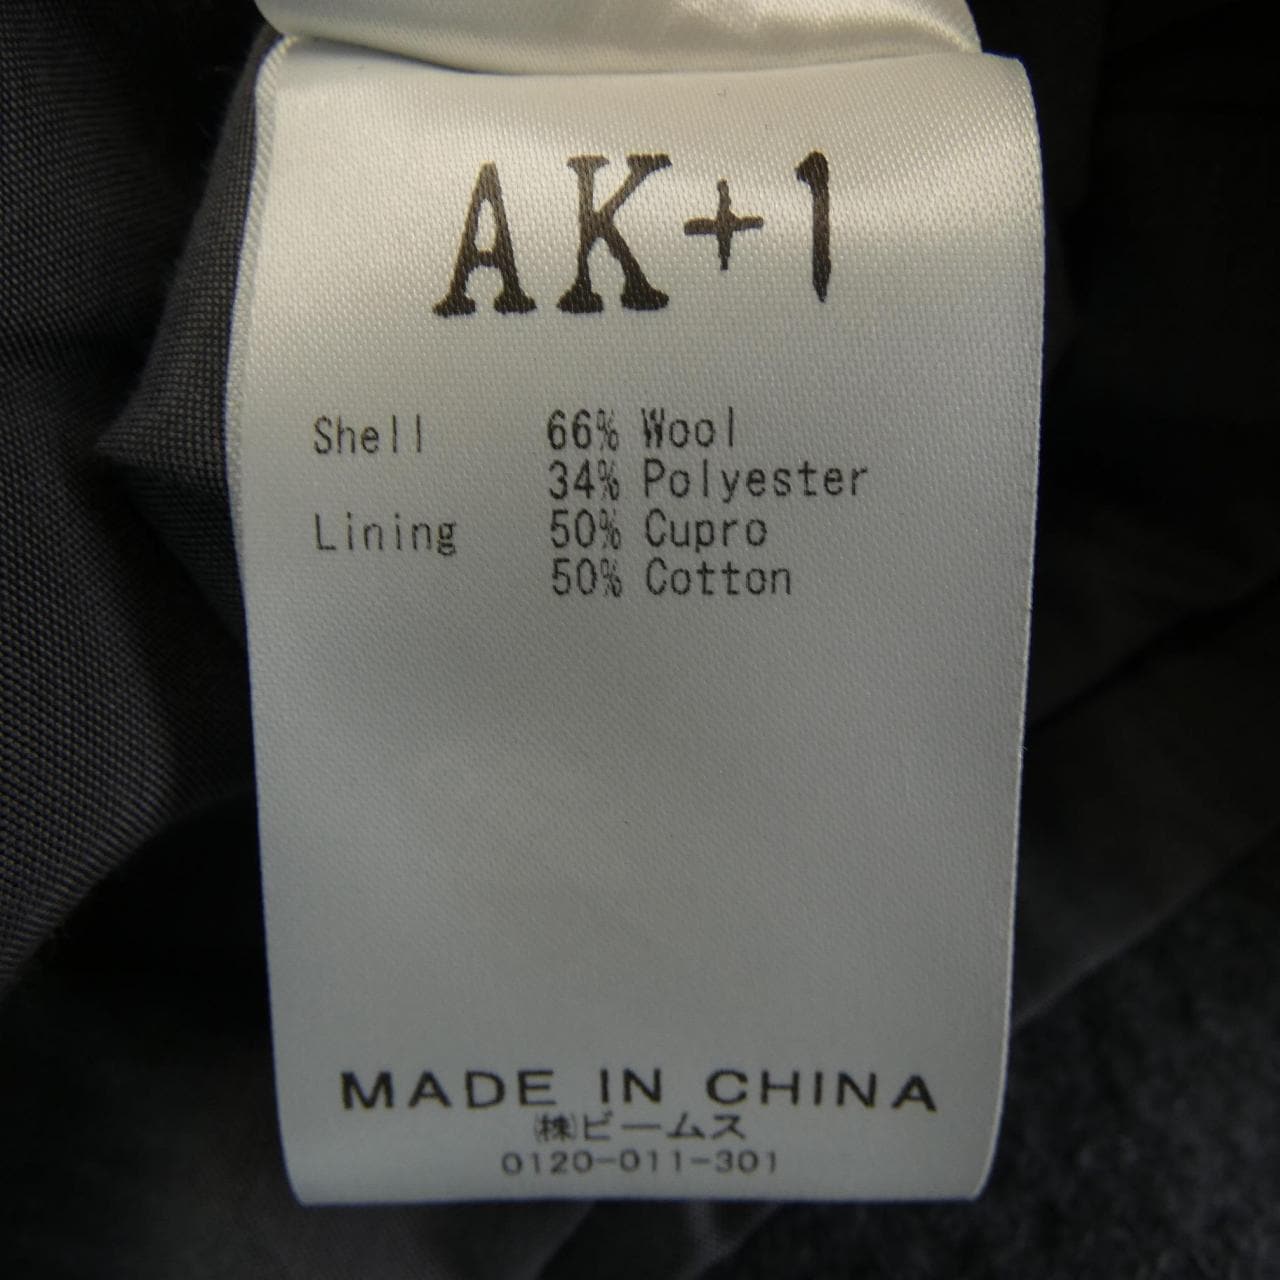 AK+1
Shell 66% Wool
34% Polyester
Lining 50% Cupro
50% Cotton
MADE IN CHINA
㈱ビームス
0120-011-301